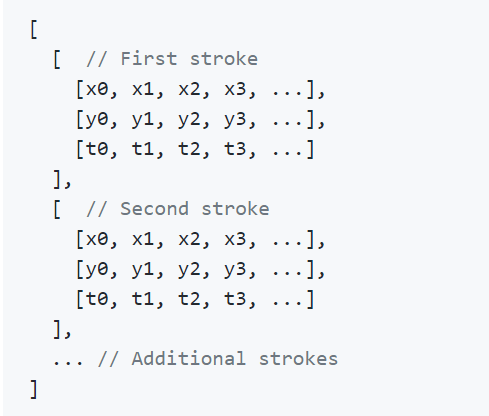 [
  [  // First stroke
    [x0, x1, x2, x3, ...],
    [y0, y1, y2, y3, ...],
    [t0, t1, t2, t3, ...]
  ],
  [  // Second stroke
    [x0, x1, x2, x3, ...],
    [y0, y1, y2, y3, ...],
    [t0, t1, t2, t3, ...]
  ],
  ... // Additional strokes
]